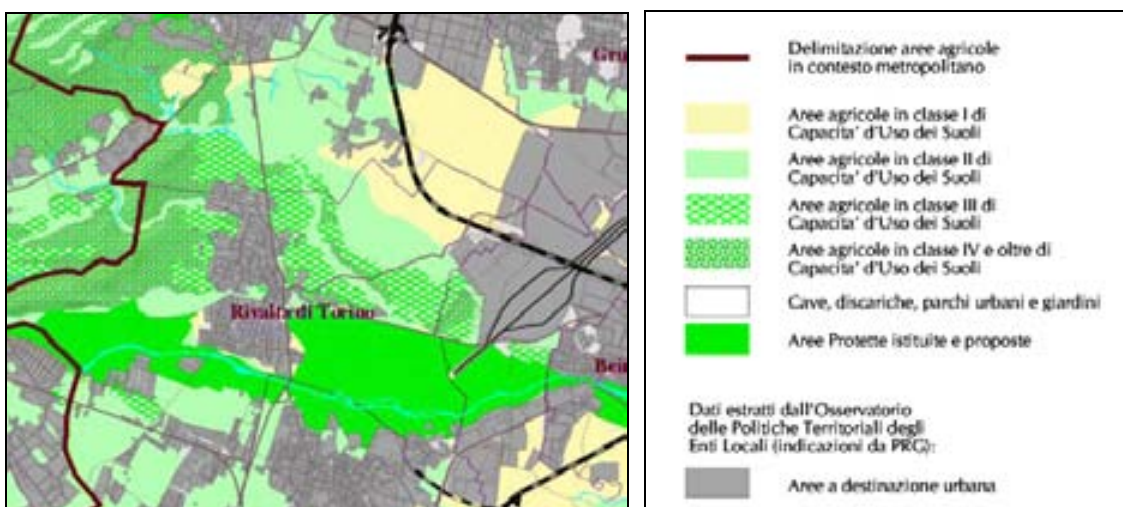 Gru
Rivalta di Torino
Bein
Delimitazione aree agricole
in contesto metropolitano
Aree agricole in classe I di
Capacita' d'Uso dei Suoli
Aree agricole in classe II di
Capacita' d'Uso dei Suoli
Aree agricole in classe III di
Capacita' d'Uso dei Suoli
Aree agricole in classe IV e oltre di
Capacita' d'Uso dei Suoli
Cave, discariche, parchi urbani e giardini
Aree Protette istituite e proposte
Dati estratti dall'Osservatorio
delle Politiche Territoriali degli
Enti Locali (indicazioni da PRG):
Aree a destinazione urbana